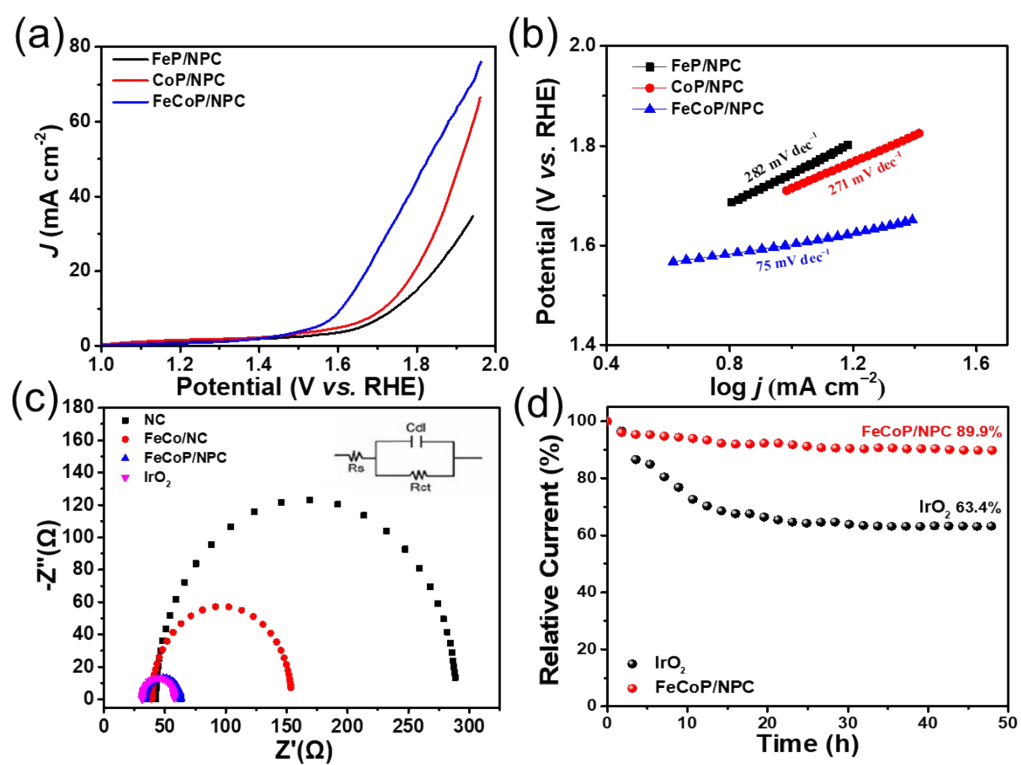 (a)
80
60
40
20
0
J (mA cm⁻²)
FeP/NPC
CoP/NPC
FeCoP/NPC
1.0 1.2 1.4 1.6 1.8 2.0
Potential (V vs. RHE)
(b)
2.0
1.8
1.6
1.4
Potential (V vs. RHE)
FeP/NPC
CoP/NPC
FeCoP/NPC
282 mV dec⁻¹
271 mV dec⁻¹
75 mV dec⁻¹
0.4 0.8 1.2 1.6
log j (mA cm⁻²)
(c)
180
160
140
120
100
80
60
40
20
0
-Z''(Ω)
NC
FeCo/NC
FeCoP/NPC
IrO₂
Cdl
Rs
Rct
0 50 100 150 200 250 300
Z'(Ω)
(d)
100
80
60
40
20
0
Relative Current (%)
FeCoP/NPC 89.9%
IrO₂ 63.4%
IrO₂
FeCoP/NPC
0 10 20 30 40 50
Time (h)